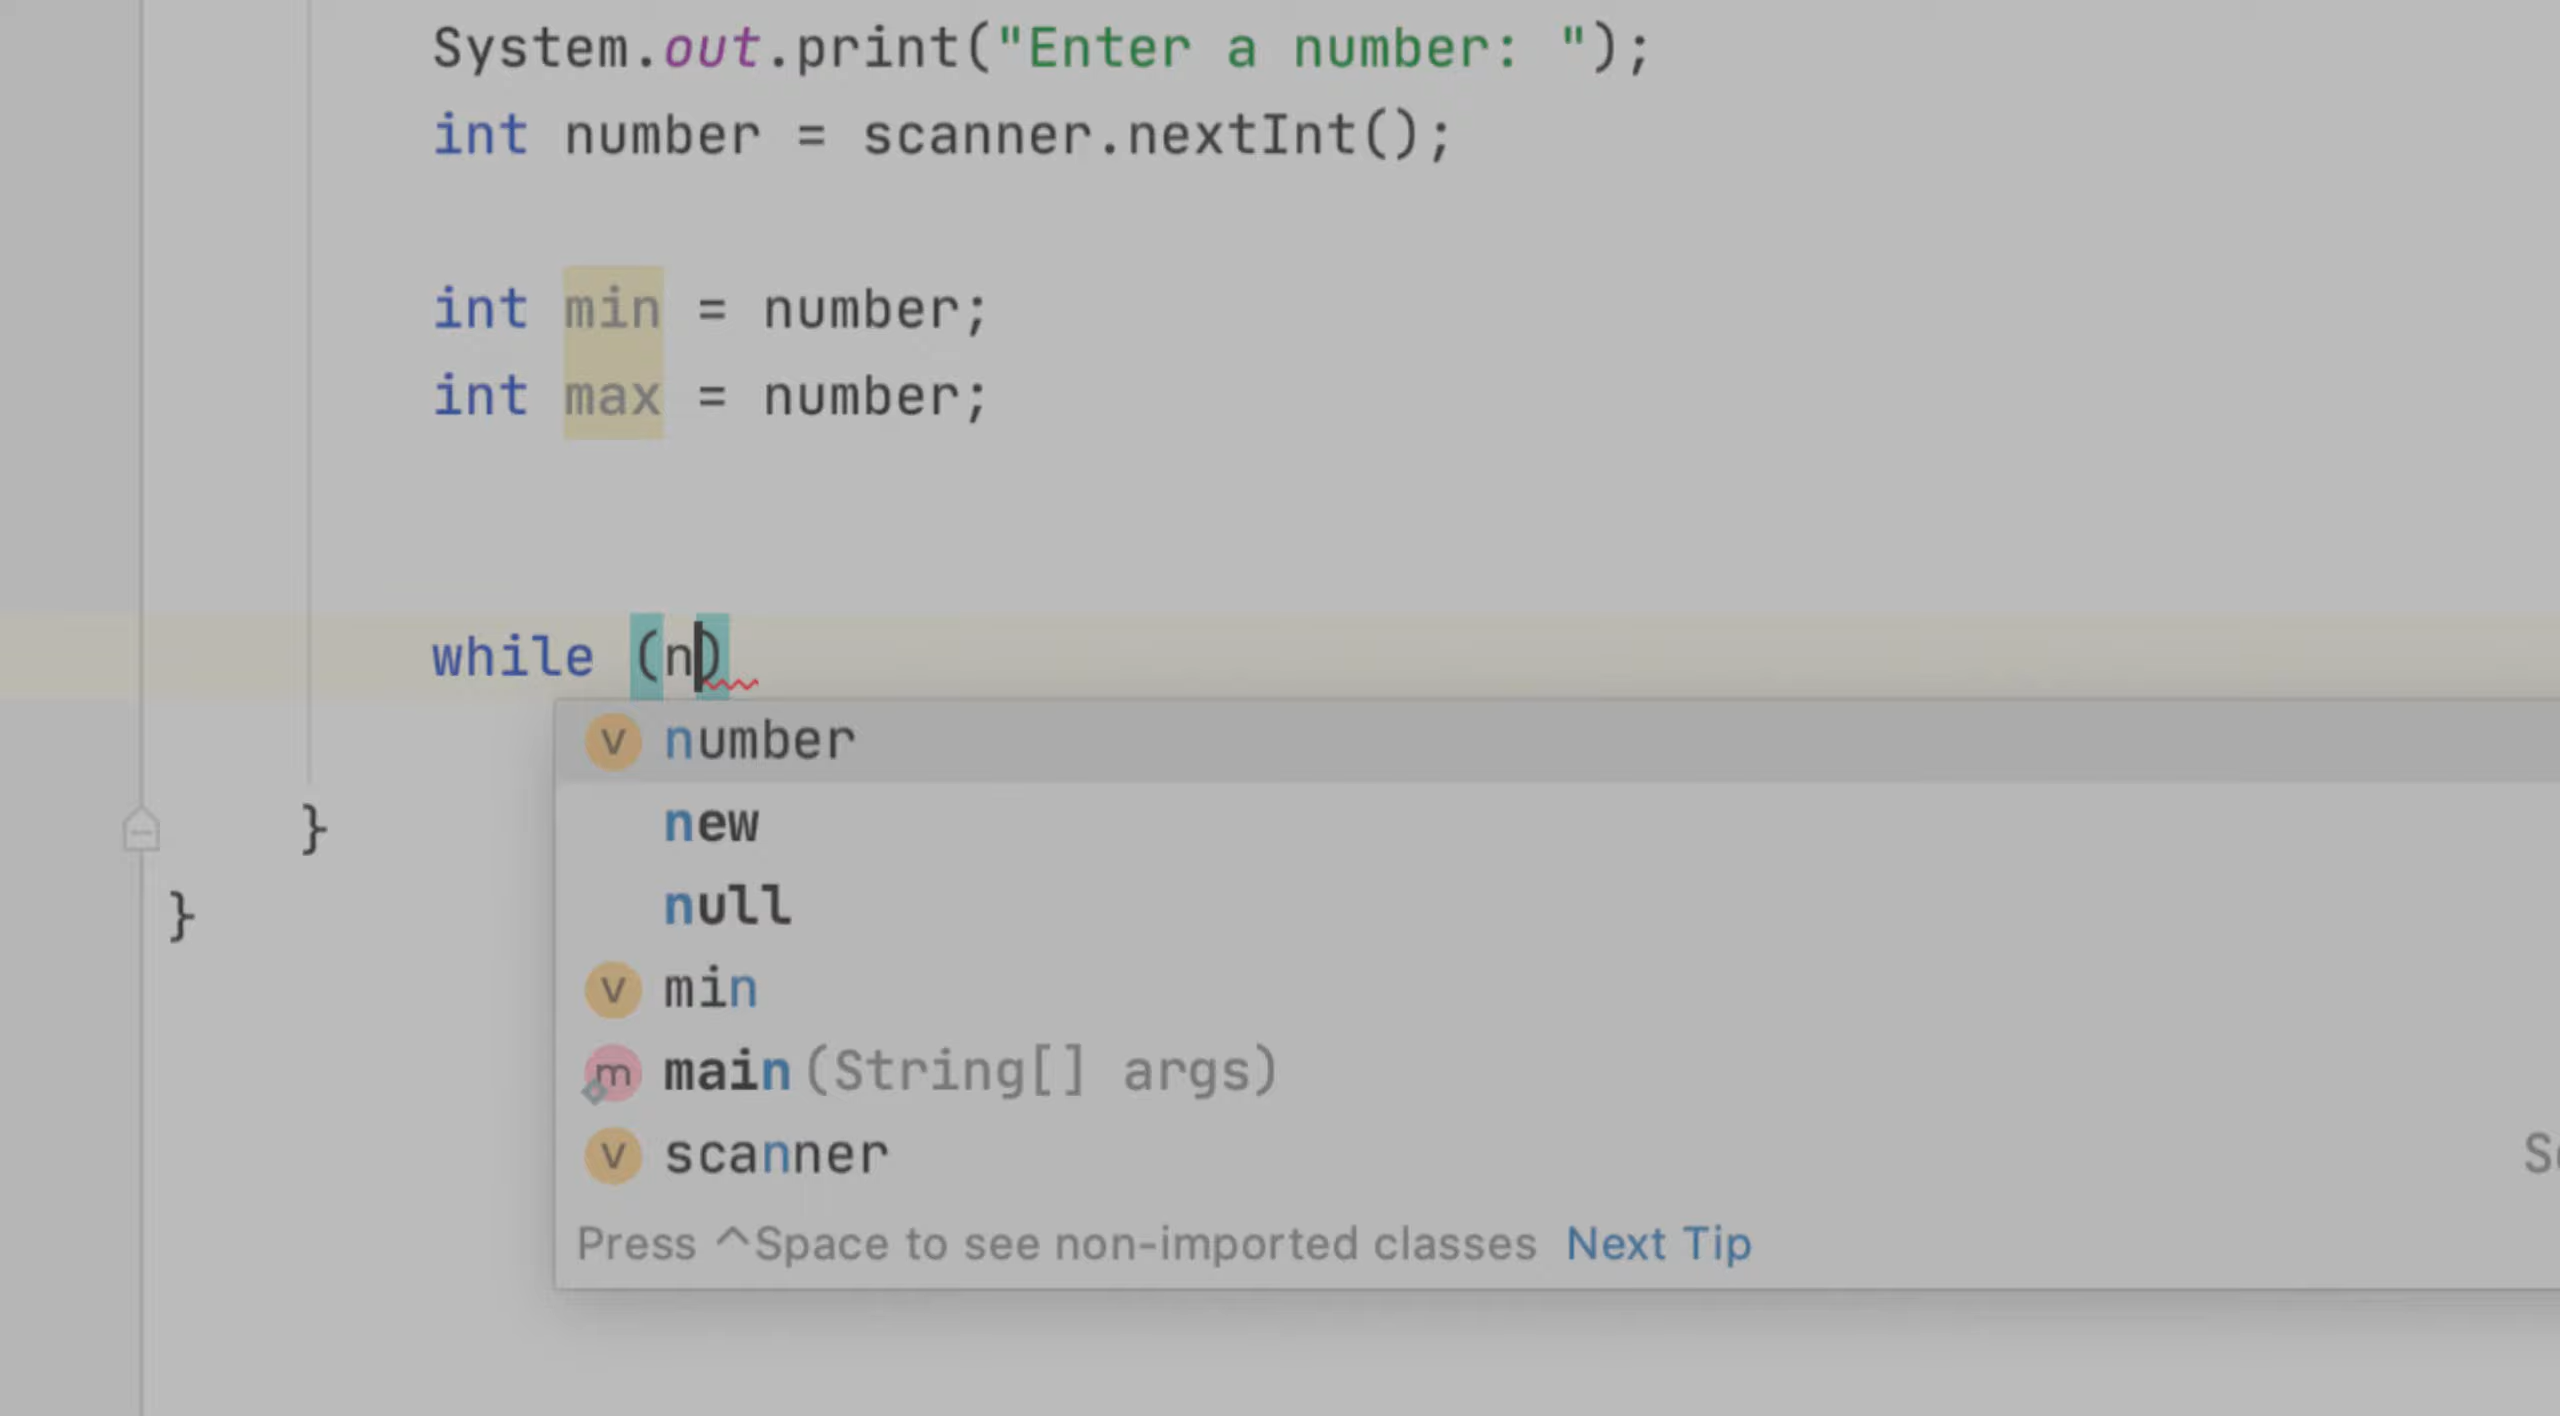 System.out.print("Enter a number: ");
int number = scanner.nextInt();
int min = number;
int max = number;
while (n)
v number
new
null
v min
m main(String[] args)
v scanner
}
}
Press ^Space to see non-imported classes Next Tip